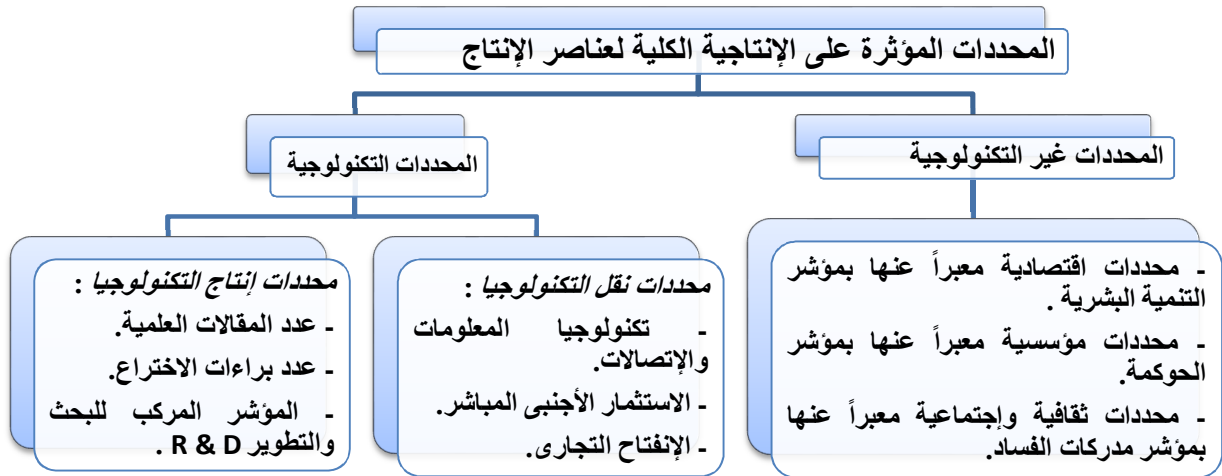 المحددات المؤثرة على الإنتاجية الكلية لعناصر الإنتاج
المحددات غير التكنولوجية
المحددات التكنولوجية
- محددات اقتصادية معبراً عنها بمؤشر
التنمية البشرية .
- محددات مؤسسية معبراً عنها بمؤشر
الحوكمة.
- محددات ثقافية وإجتماعية معبراً عنها
بمؤشر مدركات الفساد.
محددات نقل التكنولوجيا :
- تكنولوجيا المعلومات
والإتصالات.
- الاستثمار الأجنبى المباشر.
- الإنفتاح التجارى.
محددات إنتاج التكنولوجيا :
- عدد المقالات العلمية.
- عدد براءات الاختراع.
- المؤشر المركب للبحث
والتطوير R & D .